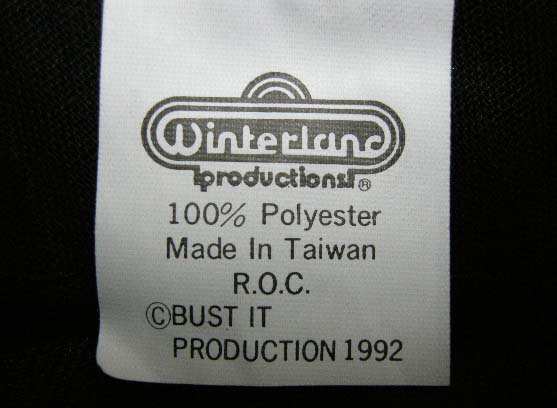 Winterland
productions ®
100% Polyester
Made In Taiwan
R.O.C.
©BUST IT
PRODUCTION 1992